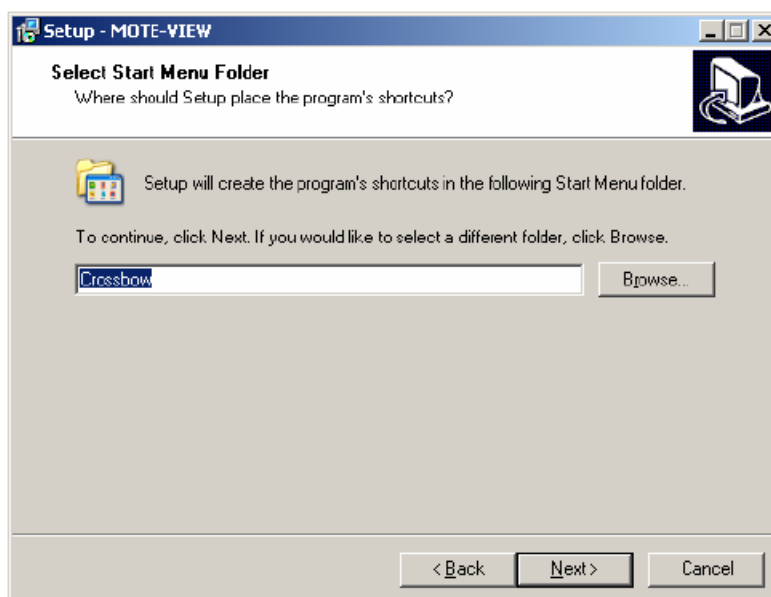 Setup - MOTE-VIEW
Select Start Menu Folder
Where should Setup place the program's shortcuts?
Setup will create the program's shortcuts in the following Start Menu folder.
To continue, click Next. If you would like to select a different folder, click Browse.
Crossbow
Browse...
< Back
Next >
Cancel